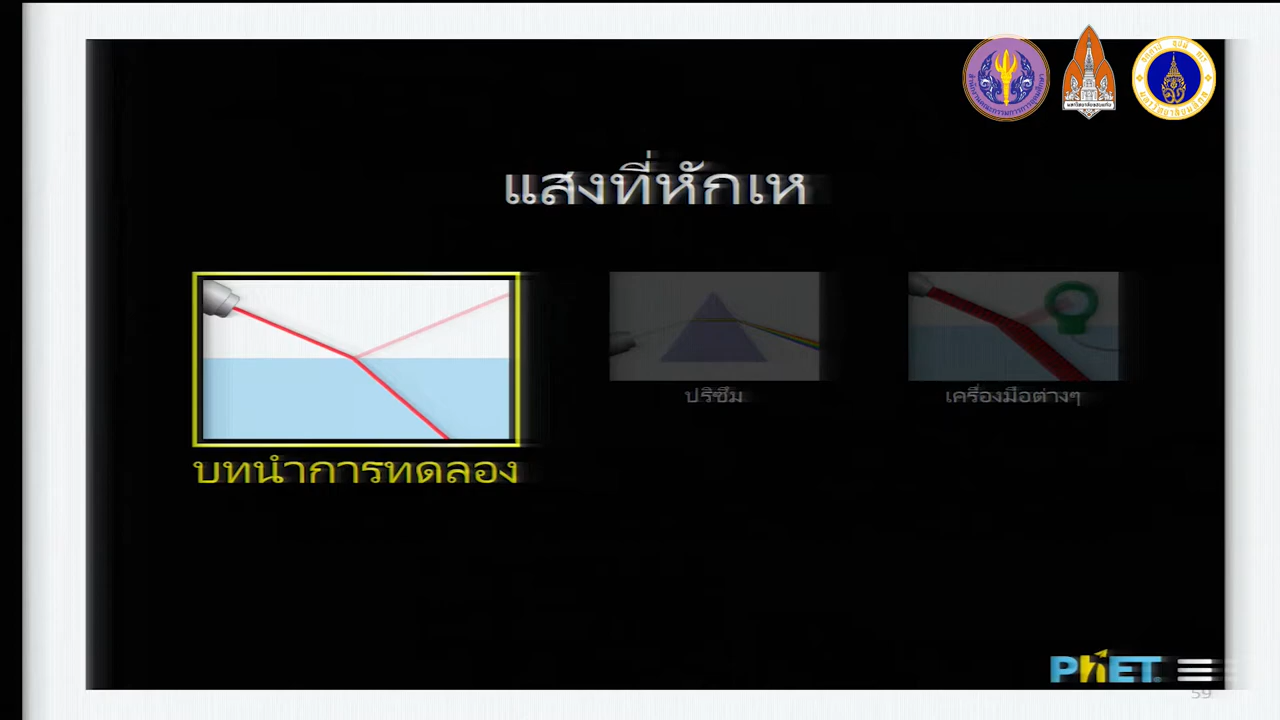 แสงที่หักเห
บทนำการทดลอง
ปริซึม
เครื่องมือต่างๆ
PhET
59